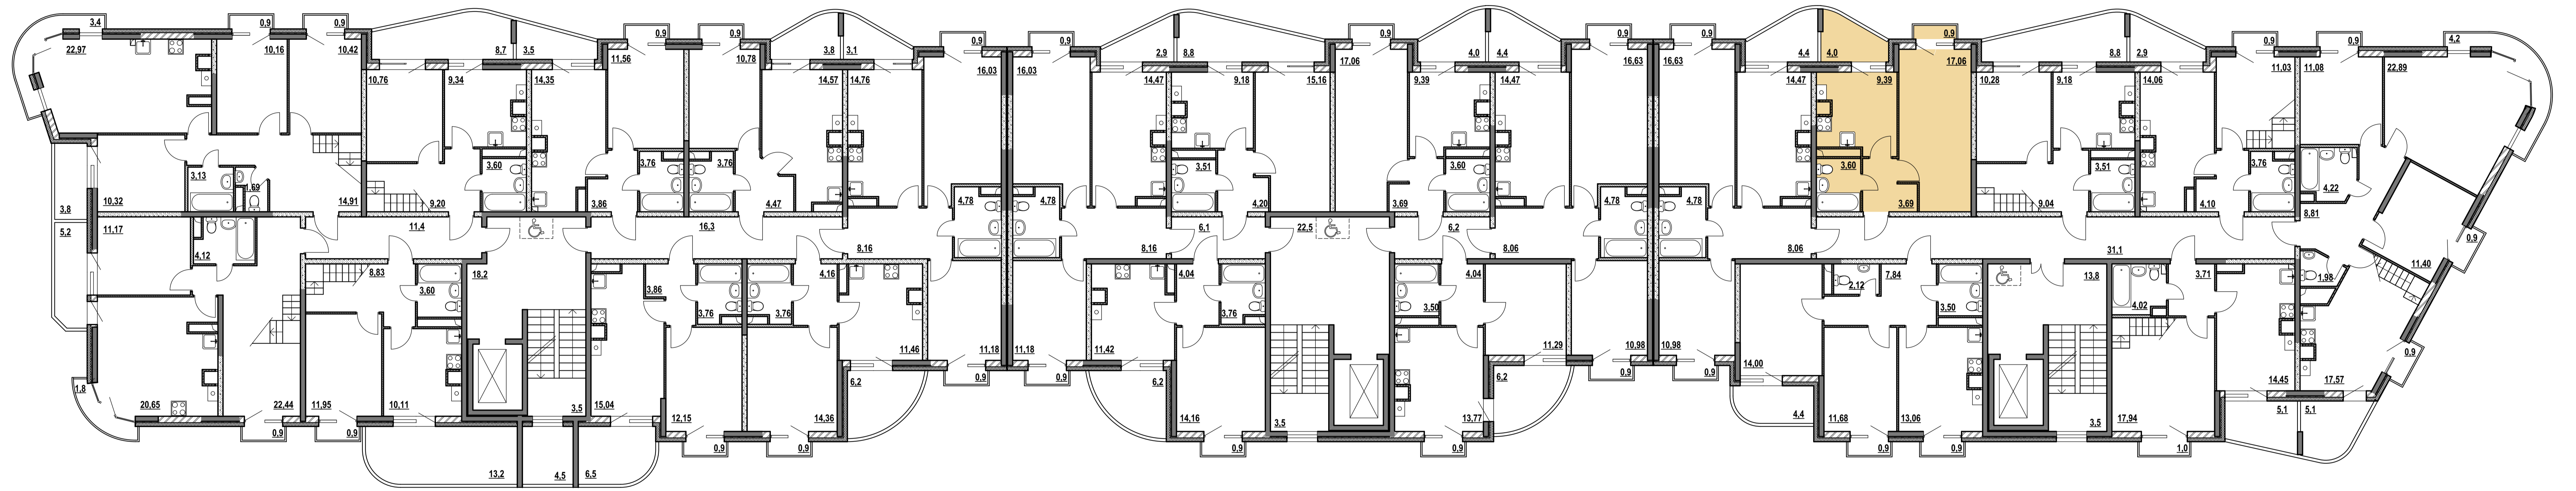 3,4 0,9 0,9 0,9 0,9 0,9 0,9 0,9 0,9 0,9 0,9 0,9 0,9 0,9 4,2
22,97 10,16 10,42 8,7 3,5 11,56 10,78 3,8 3,1 16,03 16,03 2,9 8,8 17,06 4,0 4,4 16,63 16,63 4,4 4,0 17,06 8,8 2,9 11,03 11,08 22,89
10,76 9,34 14,35 14,57 14,76 14,47 9,18 15,16 9,39 14,47 14,47 9,39 10,28 9,18 14,06
3,13 1,69 3,60 3,76 3,76 3,51 3,60 3,60 3,51 3,76 4,22
3,8 10,32 14,91 9,20 3,86 4,47 4,78 4,78 4,20 3,69 4,78 4,78 3,69 9,04 4,10 8,81
5,2 11,17 11,4 16,3 6,1 22,5 6,2 0,9
4,12 8,16 8,16 8,06 8,06 31,1
8,83 18,2 4,16 4,04 4,04 7,84 13,8 3,71 1,98 11,40
3,60 3,86 2,12
3,76 3,76 3,76 3,50 3,50 4,02
11,46 11,18 11,18 11,42 11,29 10,98 10,98 14,00 0,9
1,8 6,2 0,9 0,9 6,2 6,2 0,9 0,9 14,45 17,57
20,65 22,44 11,95 10,11 3,5 15,04 12,15 14,36 14,16 3,5 13,77 4,4 11,68 13,06 3,5 17,94 5,1 5,1
0,9 0,9 0,9 0,9 0,9 0,9 0,9 0,9 1,0
13,2 4,5 6,5